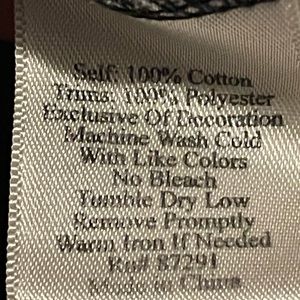 Self: 100% Cotton
Trims: 100% Polyester
Exclusive Of Decoration
Machine Wash Cold
With Like Colors
No Bleach
Tumble Dry Low
Remove Promptly
Warm Iron If Needed
Rn# 87291
Made In China